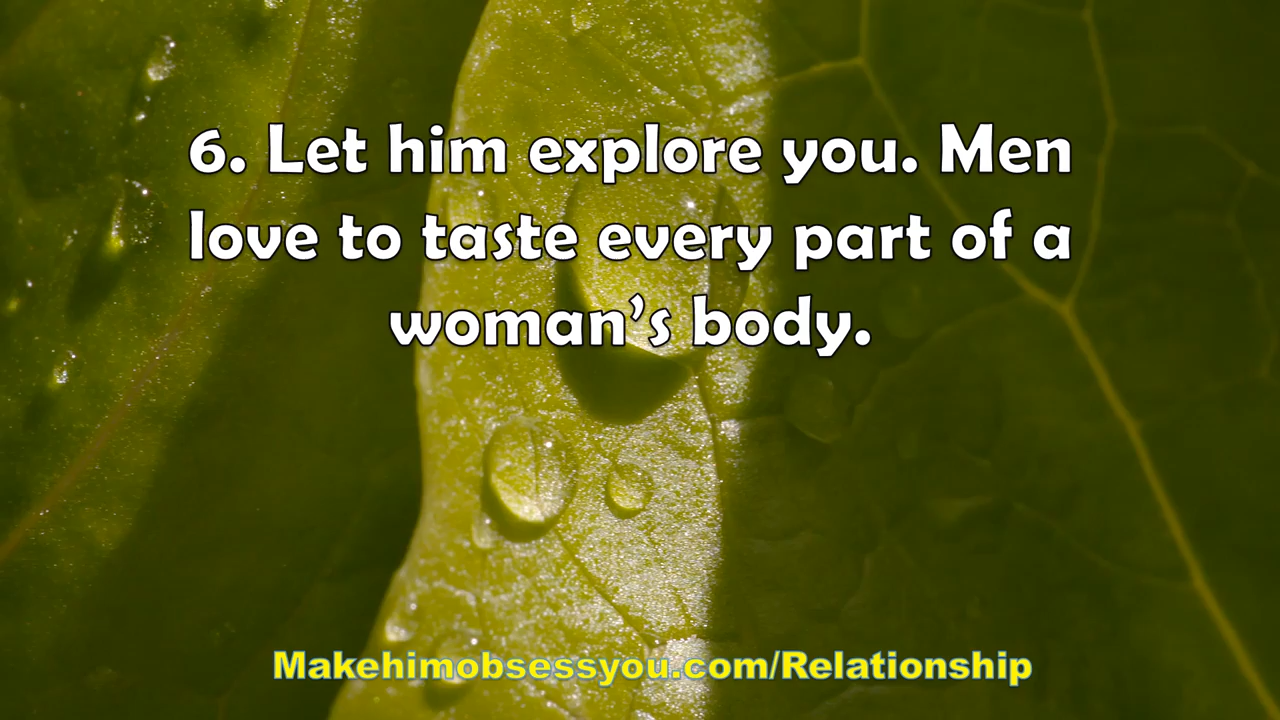 6. Let him explore you. Men
love to taste every part of a
woman’s body.
Makehimobsessyou.com/Relationship